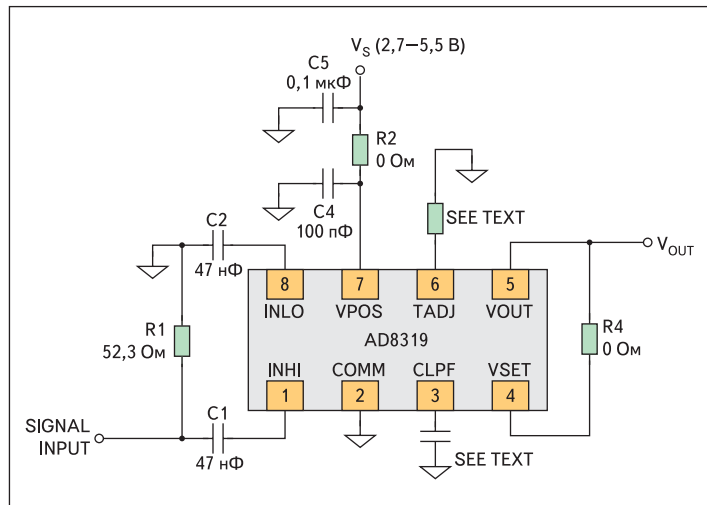 V_S (2,7–5,5 В)
C5
0,1 мкФ
R2
0 Ом
C4
100 пФ
SEE TEXT
C2
47 нФ
V_OUT
8
7
6
5
INLO
VPOS
TADJ
VOUT
R1
52,3 Ом
AD8319
R4
0 Ом
INHI
COMM
CLPF
VSET
1
2
3
4
C1
47 нФ
SIGNAL
INPUT
SEE TEXT